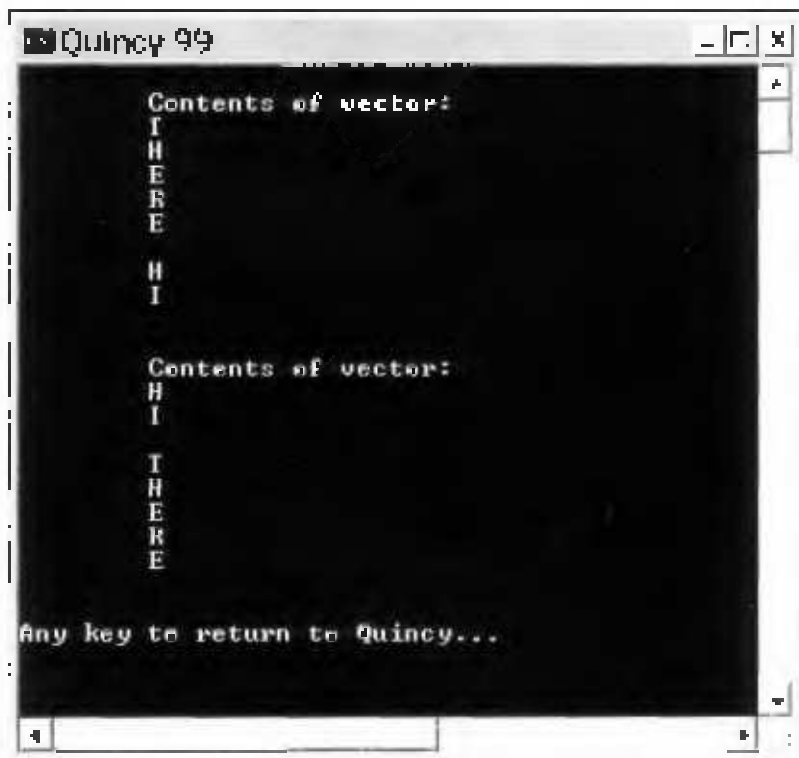 Quincy 99
Contents of vector:
T
H
E
R
E
H
I
Contents of vector:
H
I
T
H
E
R
E
Any key to return to Quincy...